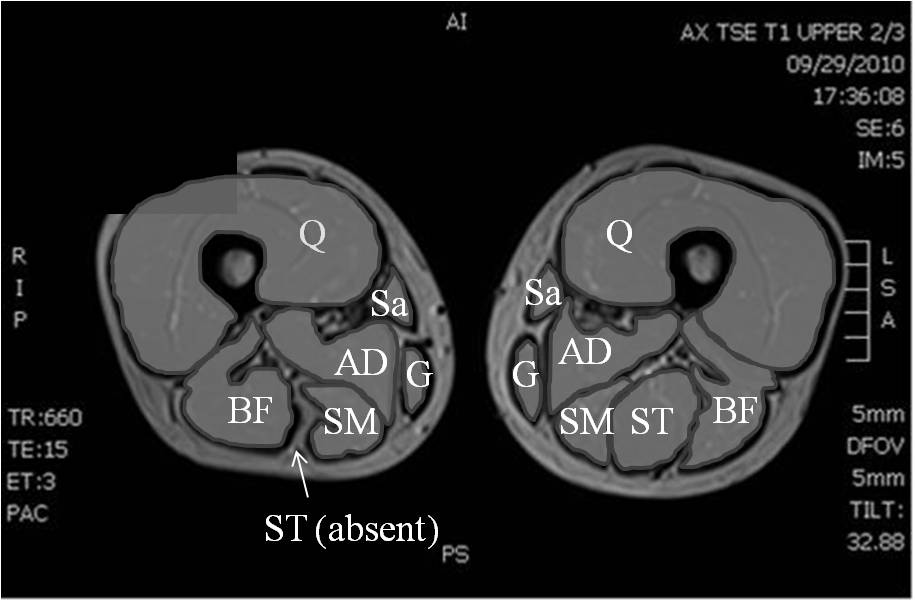 AI
AX TSE T1 UPPER 2/3
09/29/2010
17:36:08
SE:6
IM:5
R
I
P
L
S
A
Q
Q
Sa
Sa
AD
AD
G
G
BF
SM
SM
ST
BF
ST (absent)
TR:660
TE:15
ET:3
PAC
5mm
DFOV
5mm
TILT:
32.88
PS